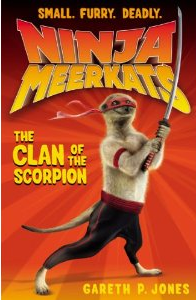 SMALL. FURRY. DEADLY.
NINJA
MEERKATS
THE
CLAN OF
THE
SCORPION
GARETH P. JONES